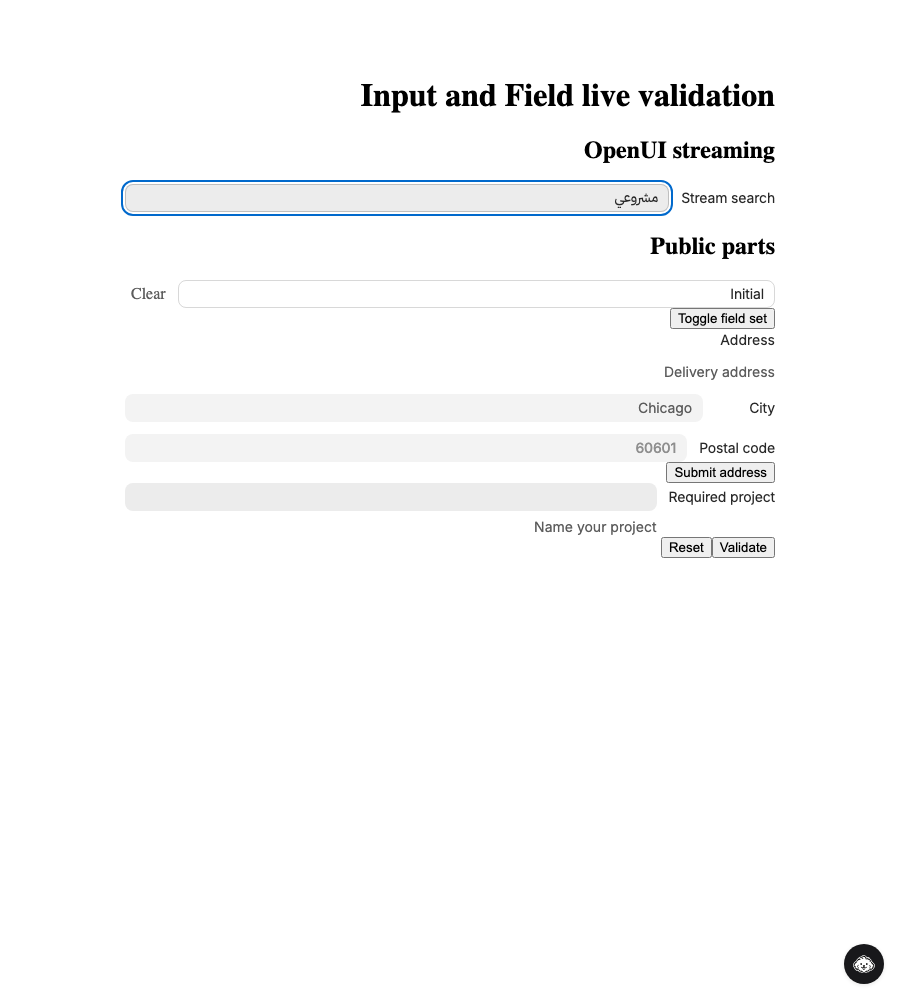 Input and Field live validation
OpenUI streaming
Stream search مشروعي
Public parts
Initial Clear
Toggle field set
Address
Delivery address
City Chicago
Postal code 60601
Submit address
Required project
Name your project
Validate Reset